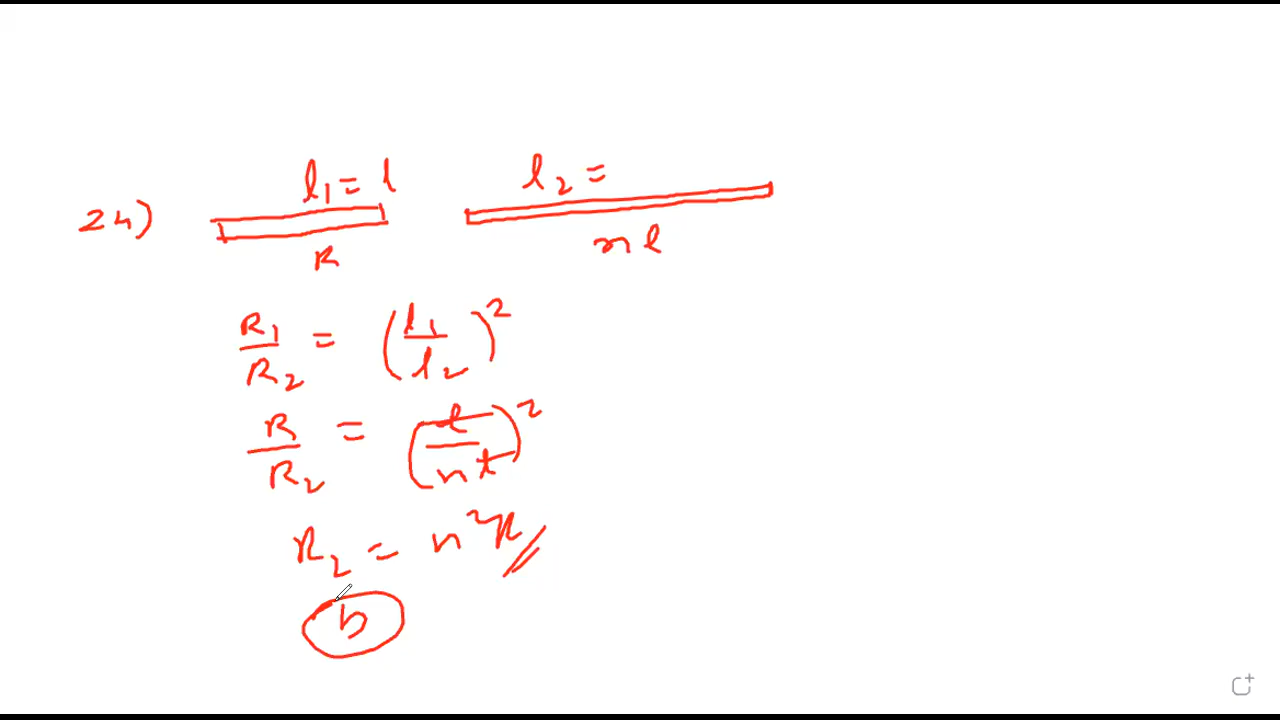 24) l₁ = l l₂ =
R nl
R₁/R₂ = (l₁/l₂)²
R/R₂ = (l/nl)²
R₂ = n²R
b